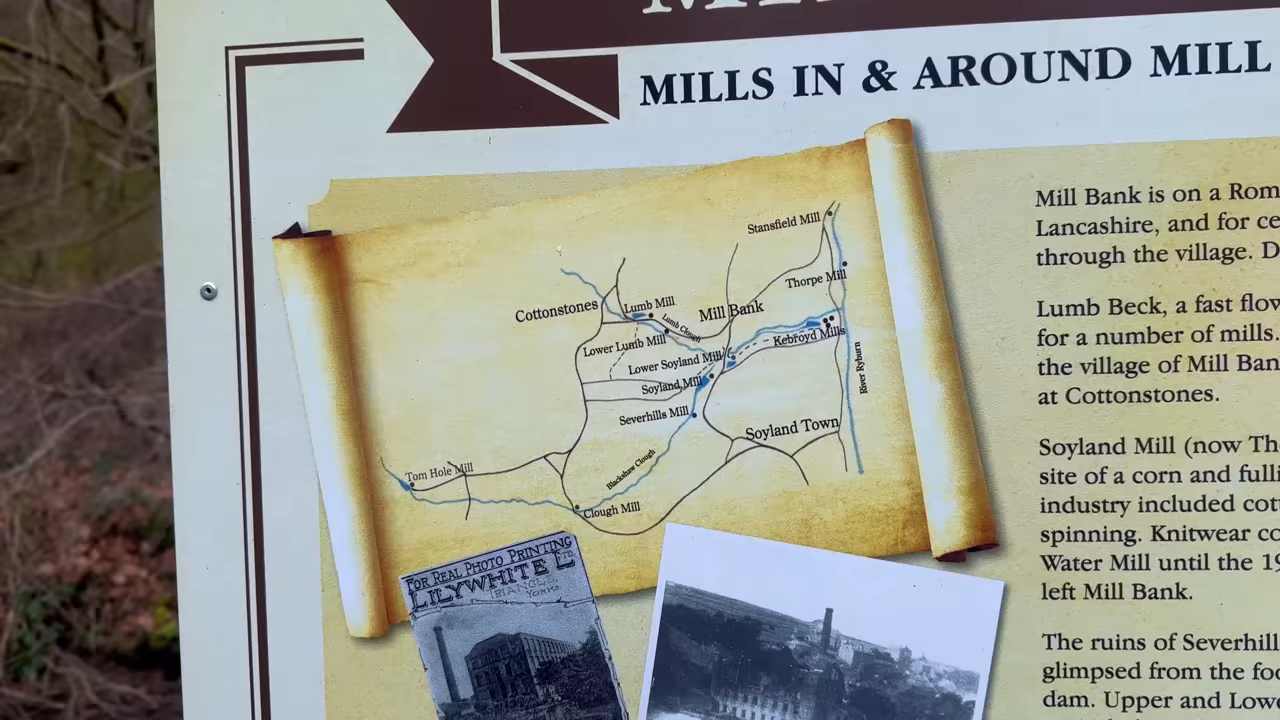 MILLS IN & AROUND MILL
Stansfield Mill
Thorpe Mill
Cottonstones
Lumb Mill
Mill Bank
Lumb Clough
Kebroyd Mills
Lower Lumb Mill
Lower Soyland Mill
River Ryburn
Soyland Mill
Severhills Mill
Soyland Town
Blackshaw Clough
Tom Hole Mill
Clough Mill
FOR REAL PHOTO PRINTING
LILYWHITE LTD.
TRIANGLE
YORKS
Mill Bank is on a Rom
Lancashire, and for ce
through the village. D
Lumb Beck, a fast flow
for a number of mills.
the village of Mill Ban
at Cottonstones.
Soyland Mill (now Th
site of a corn and fulli
industry included cot
spinning. Knitwear co
Water Mill until the 19
left Mill Bank.
The ruins of Severhill
glimpsed from the foo
dam. Upper and Lowe